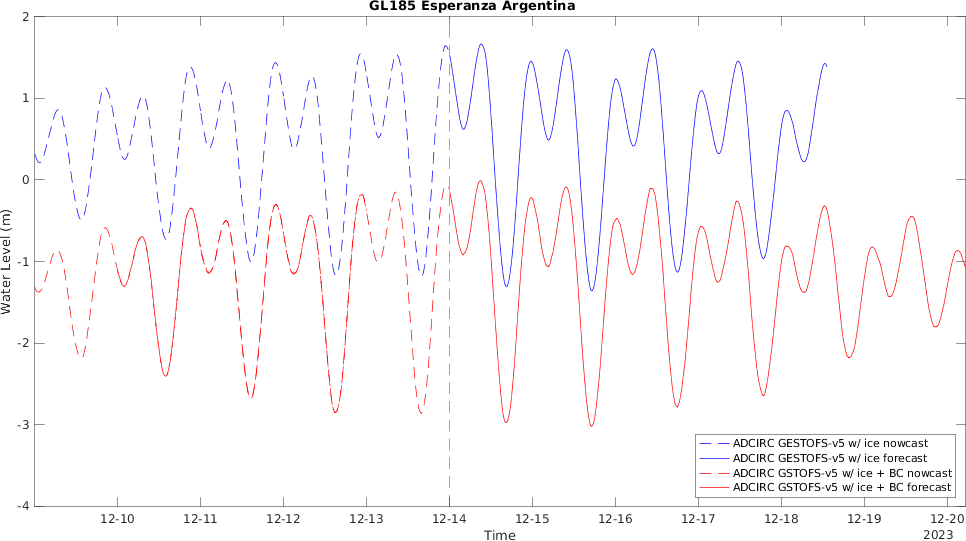 GL185 Esperanza Argentina
Water Level (m)
2
1
0
-1
-2
-3
-4
ADCIRC GESTOFS-v5 w/ ice nowcast
ADCIRC GESTOFS-v5 w/ ice forecast
ADCIRC GSTOFS-v5 w/ ice + BC nowcast
ADCIRC GSTOFS-v5 w/ ice + BC forecast
12-10 12-11 12-12 12-13 12-14 12-15 12-16 12-17 12-18 12-19 12-20
2023
Time